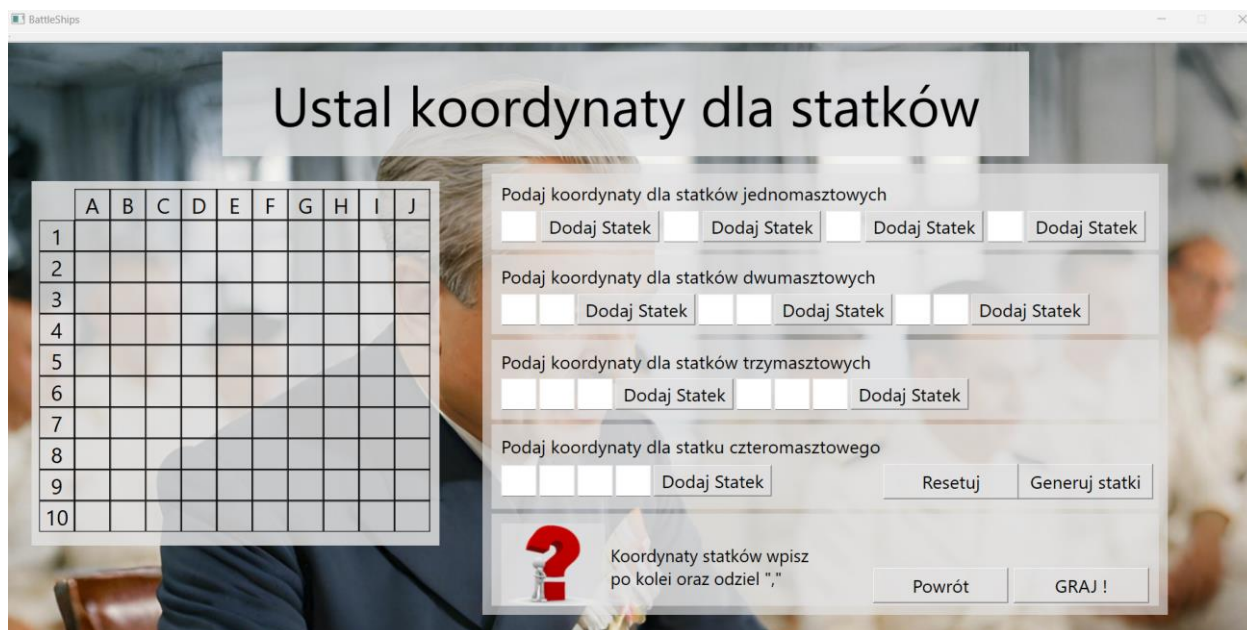 BattleShips
Ustal koordynaty dla statków
A B C D E F G H I J
1
2
3
4
5
6
7
8
9
10
Podaj koordynaty dla statków jednomasztowych
Dodaj Statek Dodaj Statek Dodaj Statek Dodaj Statek
Podaj koordynaty dla statków dwumasztowych
Dodaj Statek Dodaj Statek Dodaj Statek
Podaj koordynaty dla statków trzymasztowych
Dodaj Statek Dodaj Statek
Podaj koordynaty dla statku czteromasztowego
Dodaj Statek Resetuj Generuj statki
?
Koordynaty statków wpisz
po kolei oraz odziel ","
Powrót GRAJ !